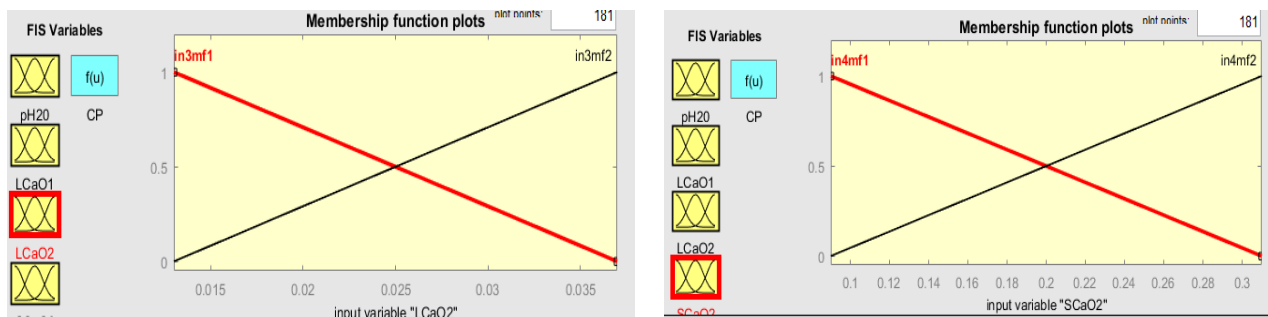 FIS Variables
Membership function plots
plot points:
181
in3mf1
in3mf2
f(u)
pH20
CP
LCaO1
LCaO2
1
0.5
0
0.015
0.02
0.025
0.03
0.035
input variable "LCaO2"
FIS Variables
Membership function plots
plot points:
181
in4mf1
in4mf2
f(u)
pH20
CP
LCaO1
LCaO2
SCaO2
1
0.5
0
0.1
0.12
0.14
0.16
0.18
0.2
0.22
0.24
0.26
0.28
0.3
input variable "SCaO2"